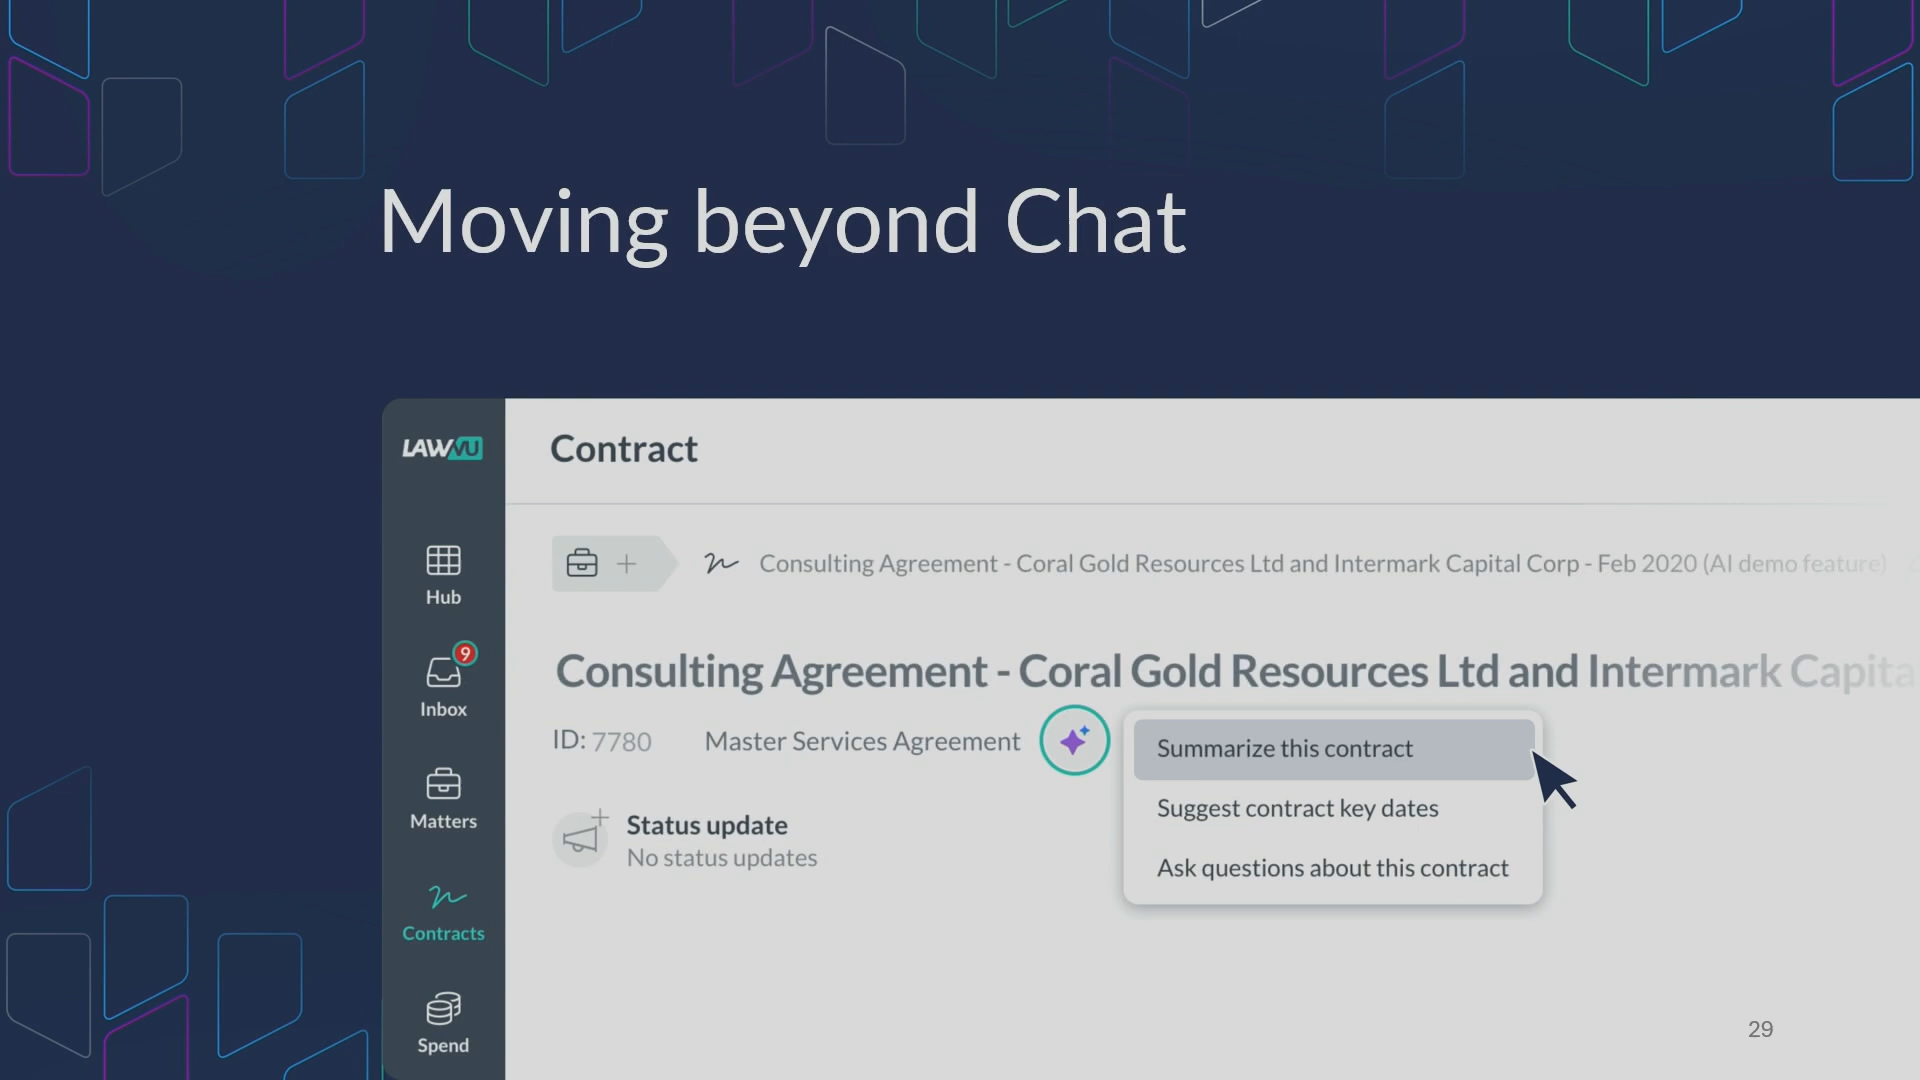 Moving beyond Chat
LAWVU
Contract
Hub
9
Inbox
Matters
Contracts
Spend
+
Consulting Agreement - Coral Gold Resources Ltd and Intermark Capital Corp - Feb 2020 (AI demo feature)
Consulting Agreement - Coral Gold Resources Ltd and Intermark Capita
ID: 7780
Master Services Agreement
Summarize this contract
Suggest contract key dates
Ask questions about this contract
Status update
No status updates
29